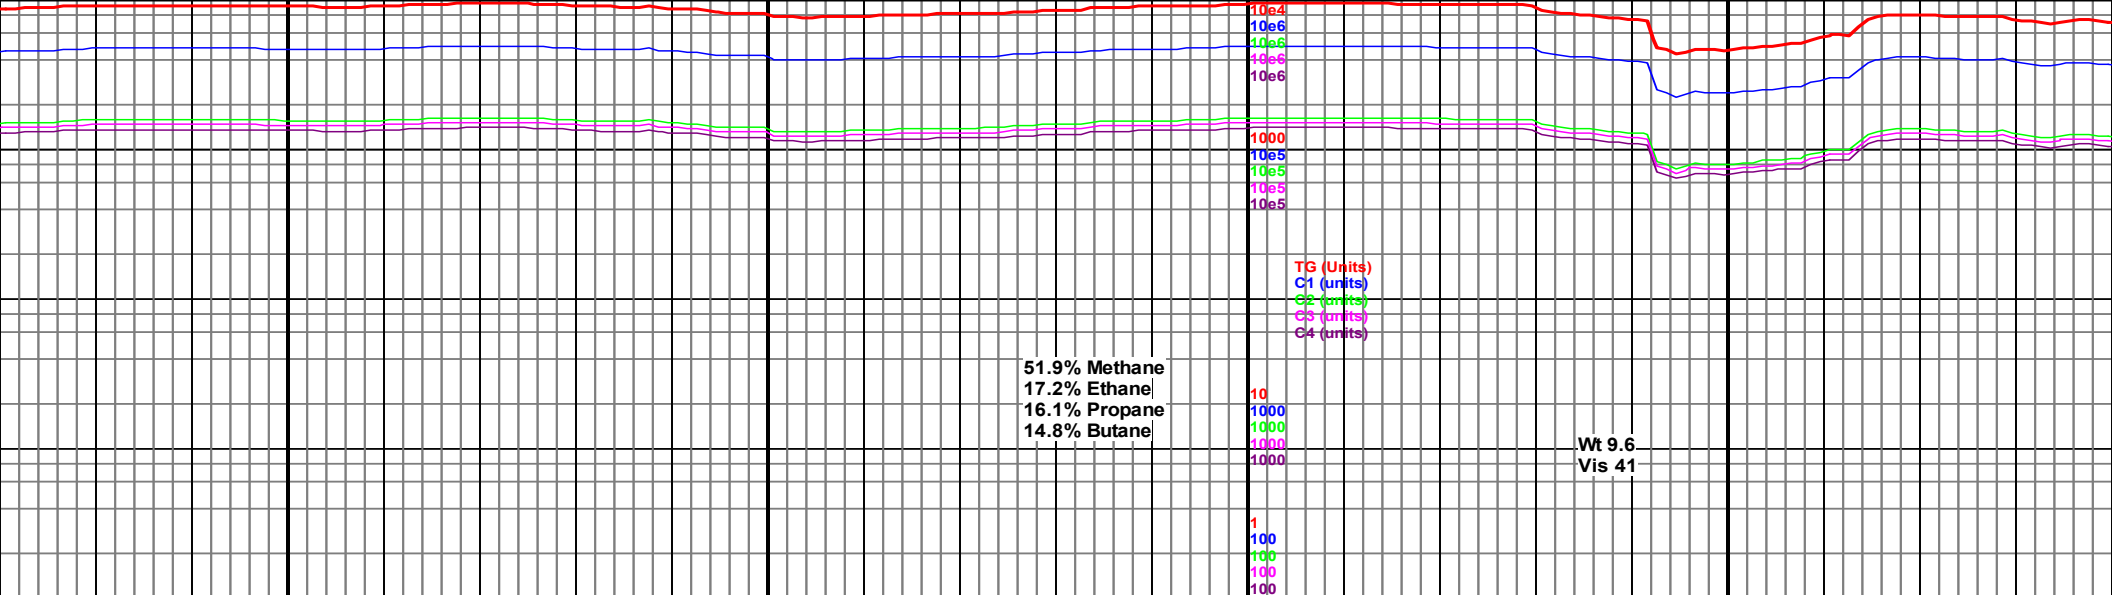 10e4
10e6
10e6
10e6
10e6
1000
10e5
10e5
10e5
10e5
TG (Units)
C1 (units)
C2 (units)
C3 (units)
C4 (units)
51.9% Methane
17.2% Ethane
16.1% Propane
14.8% Butane
10
1000
1000
1000
1000
Wt 9.6
Vis 41
1
100
100
100
100